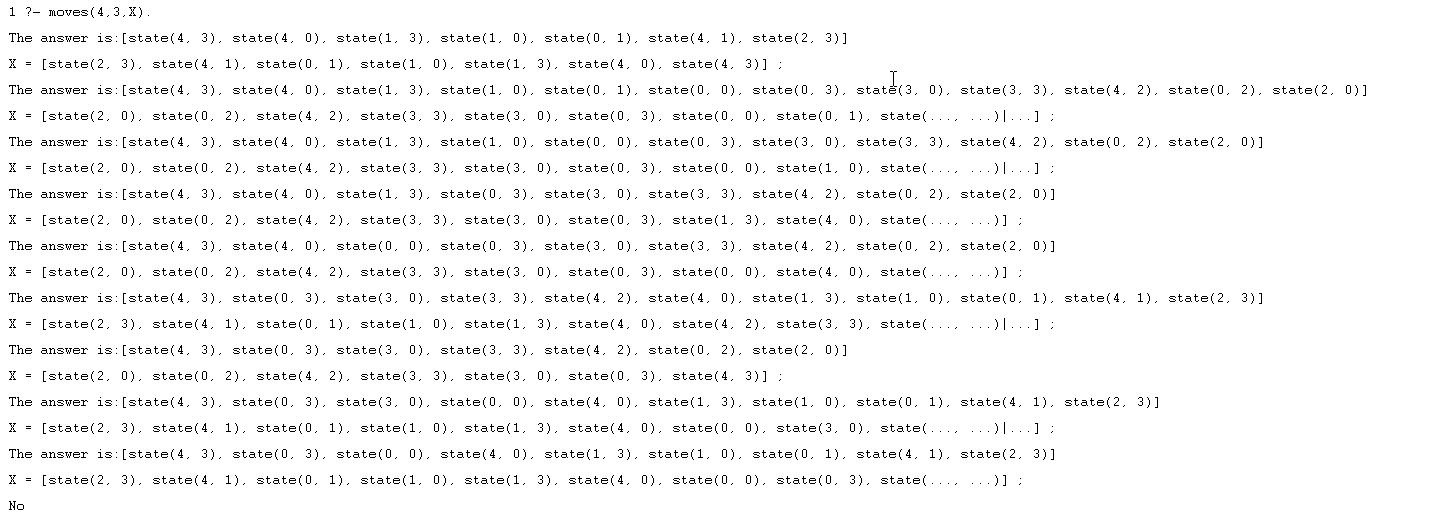 1 ?- moves(4,3,X).
The answer is:[state(4, 3), state(4, 0), state(1, 3), state(1, 0), state(0, 1), state(4, 1), state(2, 3)]
X = [state(2, 3), state(4, 1), state(0, 1), state(1, 0), state(1, 3), state(4, 0), state(4, 3)] ;
The answer is:[state(4, 3), state(4, 0), state(1, 3), state(1, 0), state(0, 1), state(0, 0), state(0, 3), state(3, 0), state(3, 3), state(4, 2), state(0, 2), state(2, 0)]
X = [state(2, 0), state(0, 2), state(4, 2), state(3, 3), state(3, 0), state(0, 3), state(0, 0), state(0, 1), state(..., ...)|...] ;
The answer is:[state(4, 3), state(4, 0), state(1, 3), state(1, 0), state(0, 0), state(0, 3), state(3, 0), state(3, 3), state(4, 2), state(0, 2), state(2, 0)]
X = [state(2, 0), state(0, 2), state(4, 2), state(3, 3), state(3, 0), state(0, 3), state(0, 0), state(1, 0), state(..., ...)|...] ;
The answer is:[state(4, 3), state(4, 0), state(1, 3), state(0, 3), state(3, 0), state(3, 3), state(4, 2), state(0, 2), state(2, 0)]
X = [state(2, 0), state(0, 2), state(4, 2), state(3, 3), state(3, 0), state(0, 3), state(1, 3), state(4, 0), state(..., ...)] ;
The answer is:[state(4, 3), state(4, 0), state(0, 0), state(0, 3), state(3, 0), state(3, 3), state(4, 2), state(0, 2), state(2, 0)]
X = [state(2, 0), state(0, 2), state(4, 2), state(3, 3), state(3, 0), state(0, 3), state(0, 0), state(4, 0), state(..., ...)] ;
The answer is:[state(4, 3), state(0, 3), state(3, 0), state(3, 3), state(4, 2), state(4, 0), state(1, 3), state(1, 0), state(0, 1), state(4, 1), state(2, 3)]
X = [state(2, 3), state(4, 1), state(0, 1), state(1, 0), state(1, 3), state(4, 0), state(4, 2), state(3, 3), state(..., ...)|...] ;
The answer is:[state(4, 3), state(0, 3), state(3, 0), state(3, 3), state(4, 2), state(0, 2), state(2, 0)]
X = [state(2, 0), state(0, 2), state(4, 2), state(3, 3), state(3, 0), state(0, 3), state(4, 3)] ;
The answer is:[state(4, 3), state(0, 3), state(3, 0), state(0, 0), state(4, 0), state(1, 3), state(1, 0), state(0, 1), state(4, 1), state(2, 3)]
X = [state(2, 3), state(4, 1), state(0, 1), state(1, 0), state(1, 3), state(4, 0), state(0, 0), state(3, 0), state(..., ...)|...] ;
The answer is:[state(4, 3), state(0, 3), state(0, 0), state(4, 0), state(1, 3), state(1, 0), state(0, 1), state(4, 1), state(2, 3)]
X = [state(2, 3), state(4, 1), state(0, 1), state(1, 0), state(1, 3), state(4, 0), state(0, 0), state(0, 3), state(..., ...)] ;
No